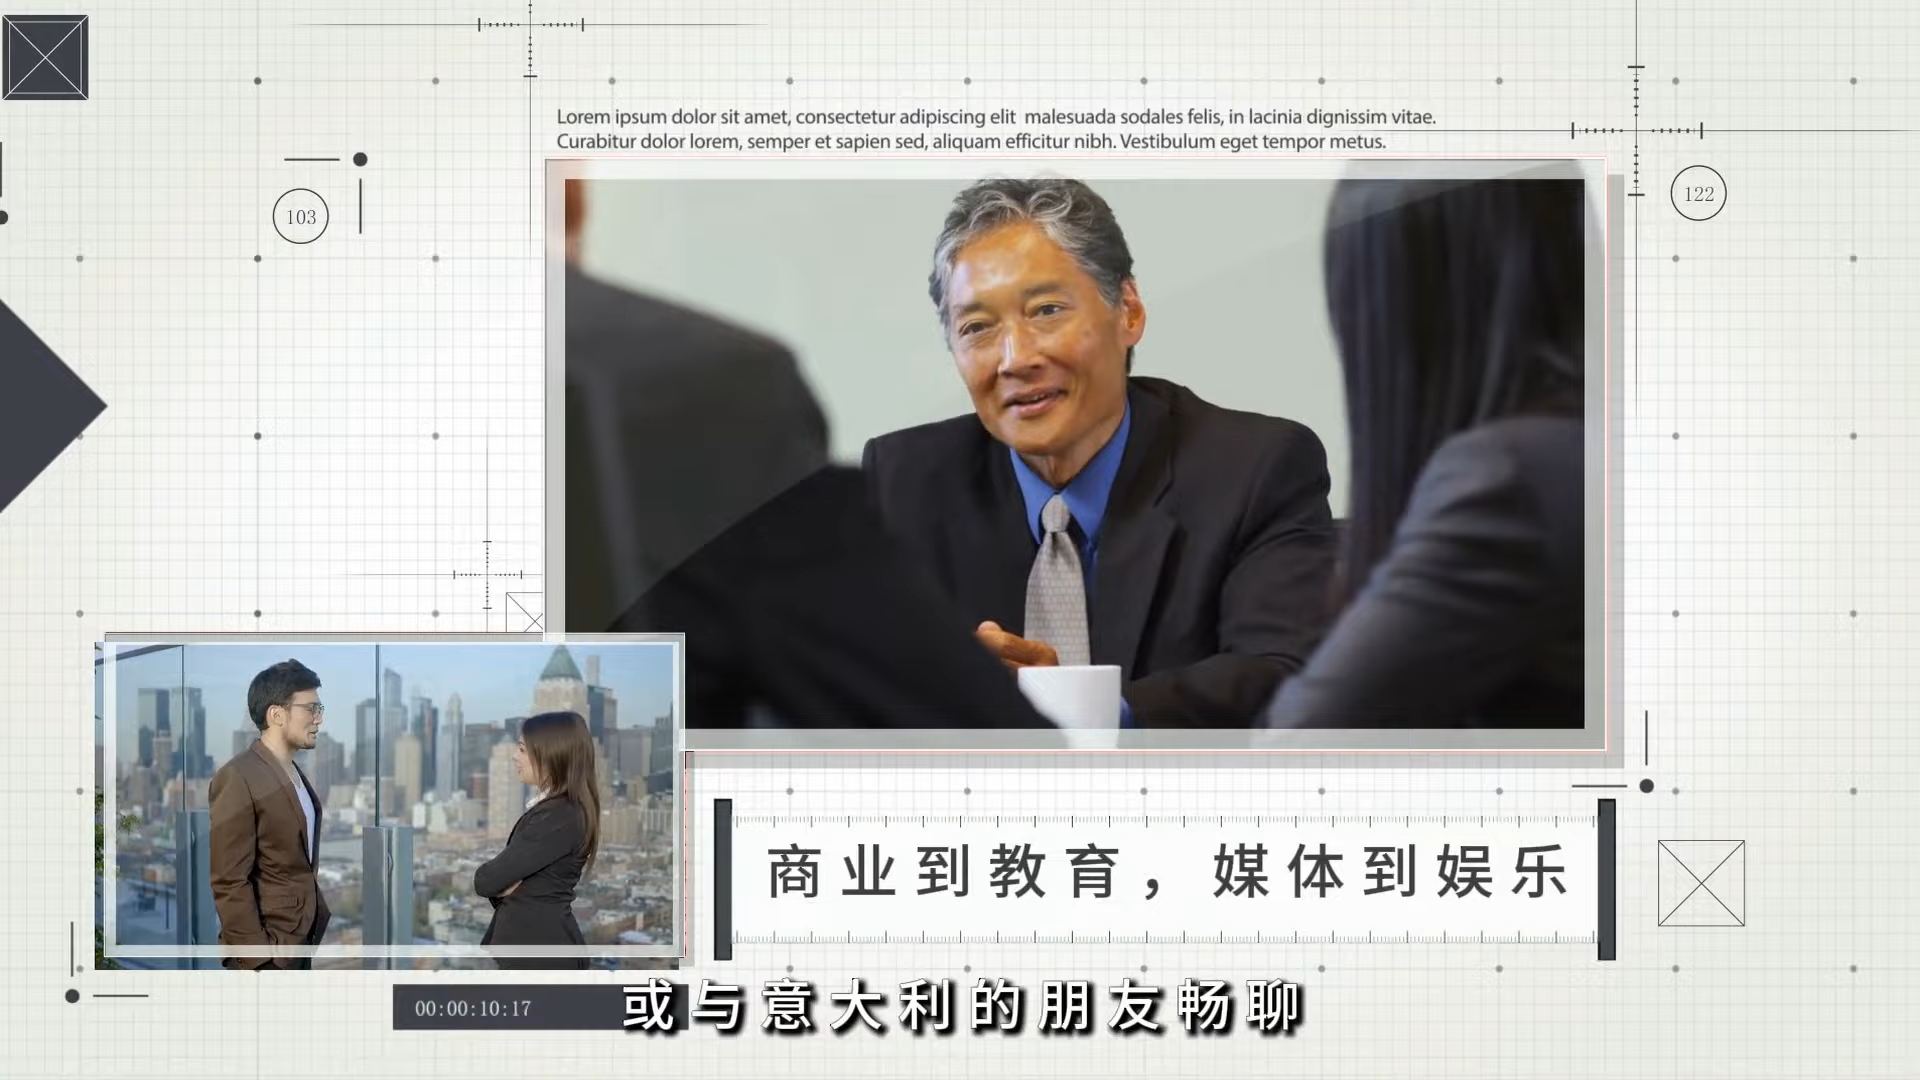 Lorem ipsum dolor sit amet, consectetur adipiscing elit  malesuada sodales felis, in lacinia dignissim vitae.
Curabitur dolor lorem, semper et sapien sed, aliquam efficitur nibh. Vestibulum eget tempor metus.
103
122
商业到教育，媒体到娱乐
00:00:10:17
或与意大利的朋友畅聊